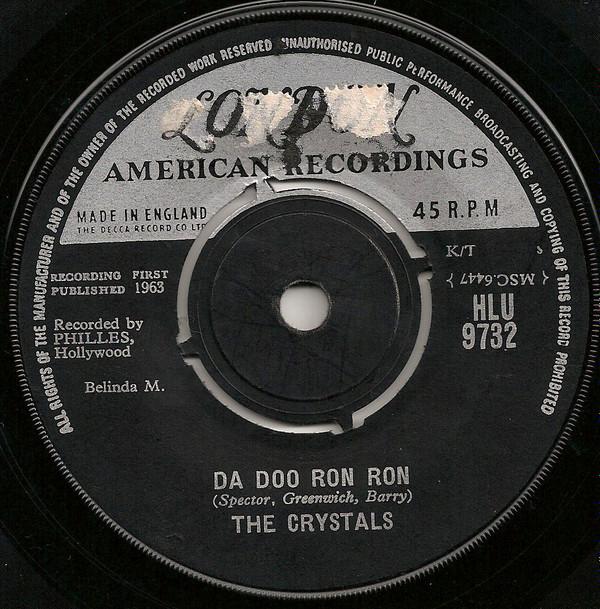 ALL RIGHTS OF THE MANUFACTURER AND OF THE OWNER OF THE RECORDED WORK RESERVED UNAUTHORISED PUBLIC PERFORMANCE BROADCASTING AND COPYING OF THIS RECORD PROHIBITED
LONDON
AMERICAN RECORDINGS
MADE IN ENGLAND
THE DECCA RECORD CO LTD
45 R.P.M
RECORDING FIRST
PUBLISHED 1963
Recorded by
PHILLES,
Hollywood
Belinda M.
K/T
} MSC.6447 {
HLU
9732
DA DOO RON RON
(Spector, Greenwich, Barry)
THE CRYSTALS